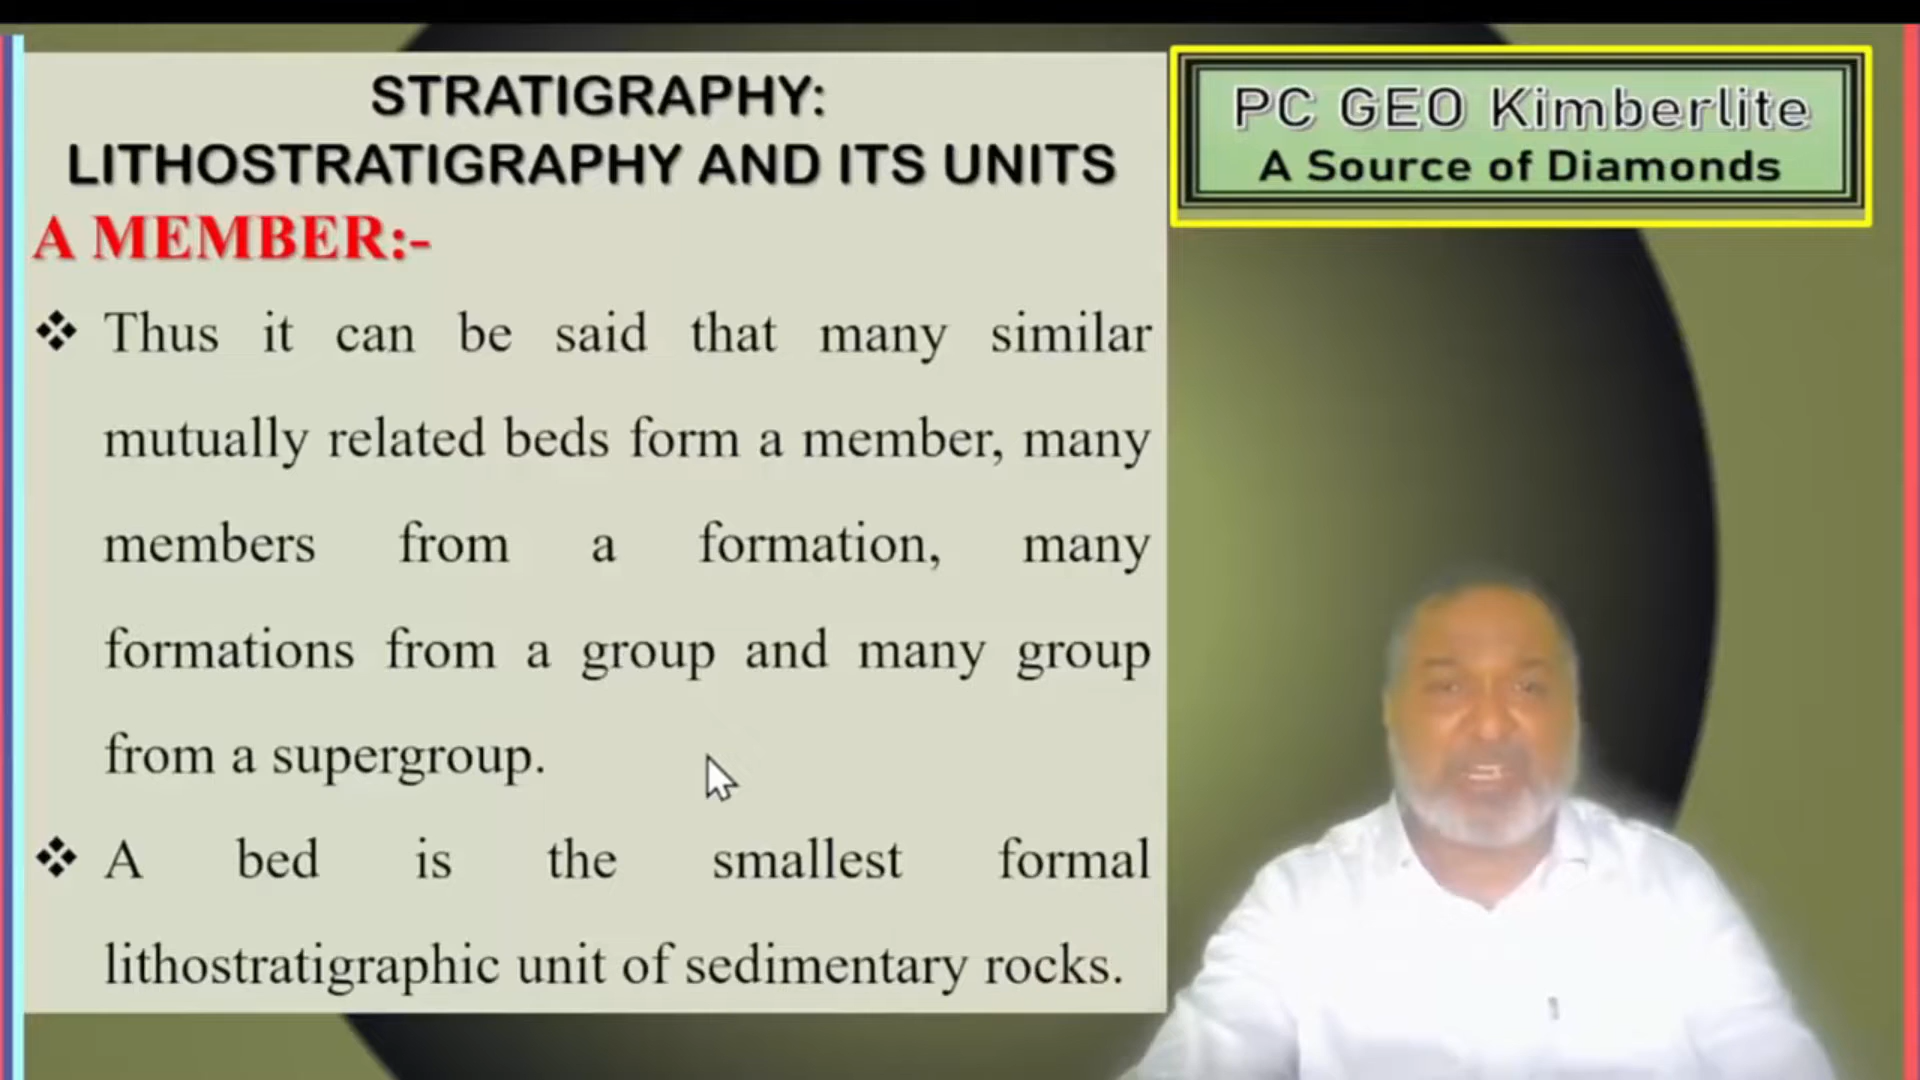 STRATIGRAPHY:
LITHOSTRATIGRAPHY AND ITS UNITS
A MEMBER:-
❖ Thus it can be said that many similar
mutually related beds form a member, many
members from a formation, many
formations from a group and many group
from a supergroup.
❖ A bed is the smallest formal
lithostratigraphic unit of sedimentary rocks.
PC GEO Kimberlite
A Source of Diamonds